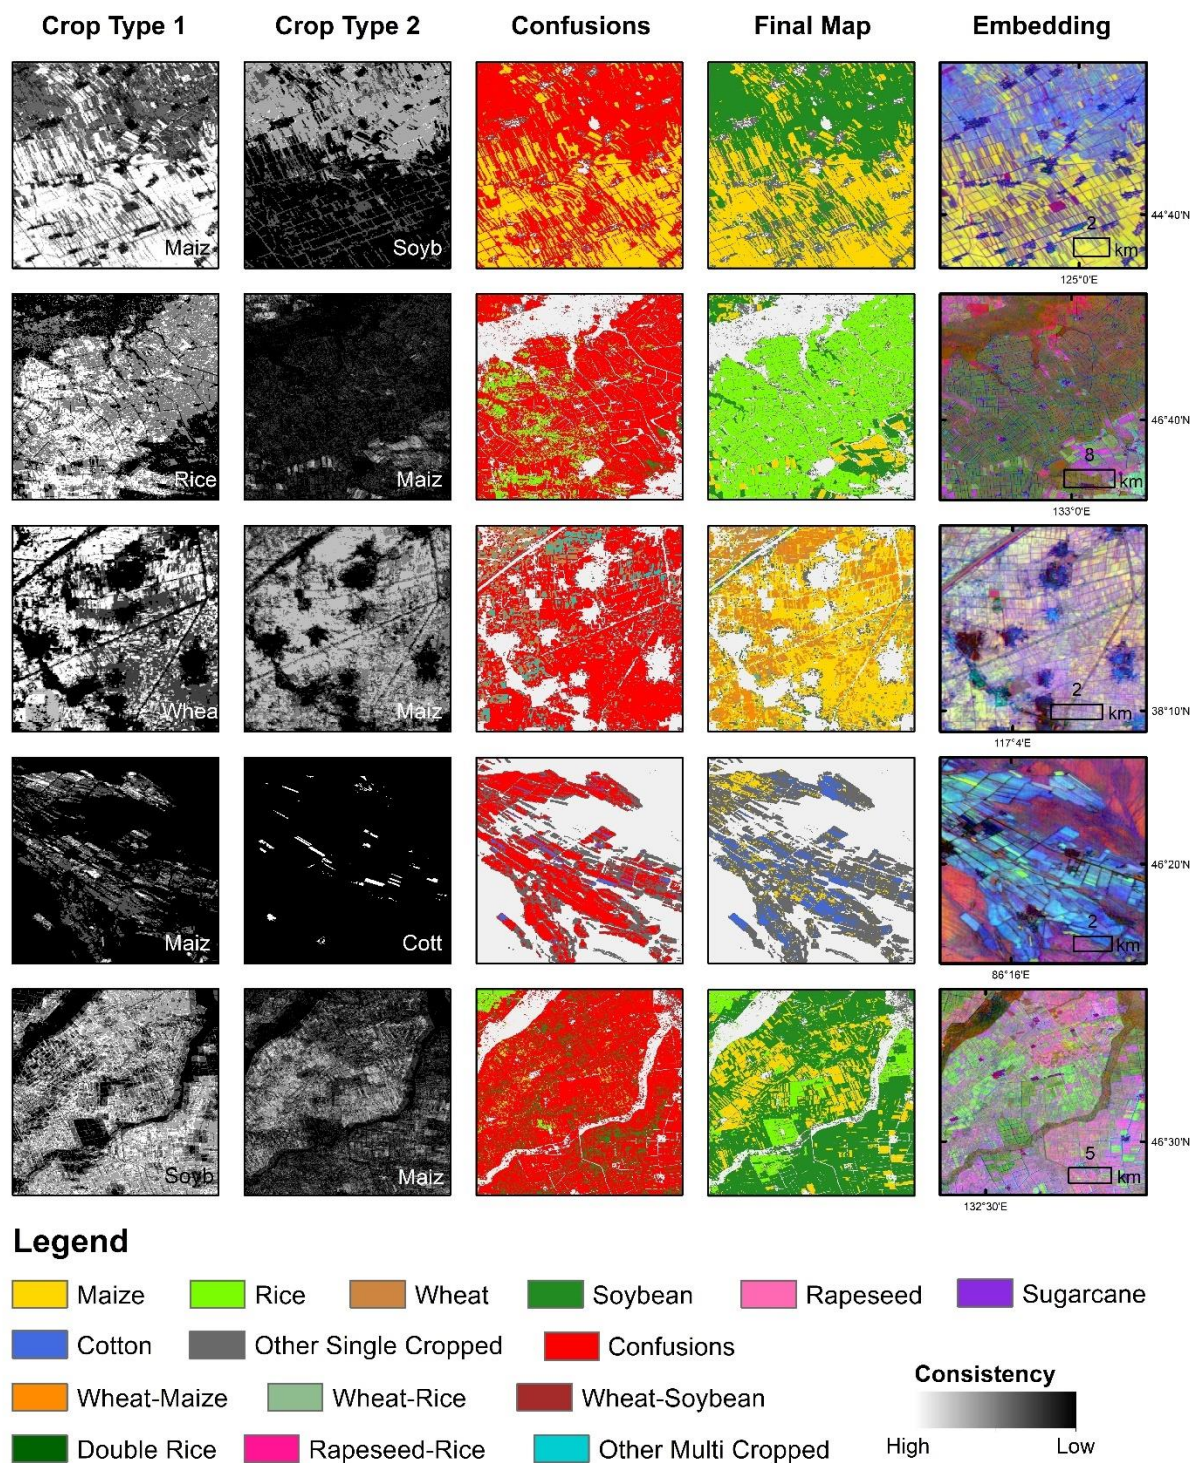 Crop Type 1 Crop Type 2 Confusions Final Map Embedding
Maiz Soyb 2 km 44°40'N
125°0'E
Rice Maiz 8 km 46°40'N
133°0'E
Whea Maiz 2 km 38°10'N
117°4'E
Maiz Cott 2 km 46°20'N
86°16'E
Soyb Maiz 5 km 46°30'N
132°30'E
Legend
Maize Rice Wheat Soybean Rapeseed Sugarcane
Cotton Other Single Cropped Confusions
Wheat-Maize Wheat-Rice Wheat-Soybean
Double Rice Rapeseed-Rice Other Multi Cropped
Consistency
High Low